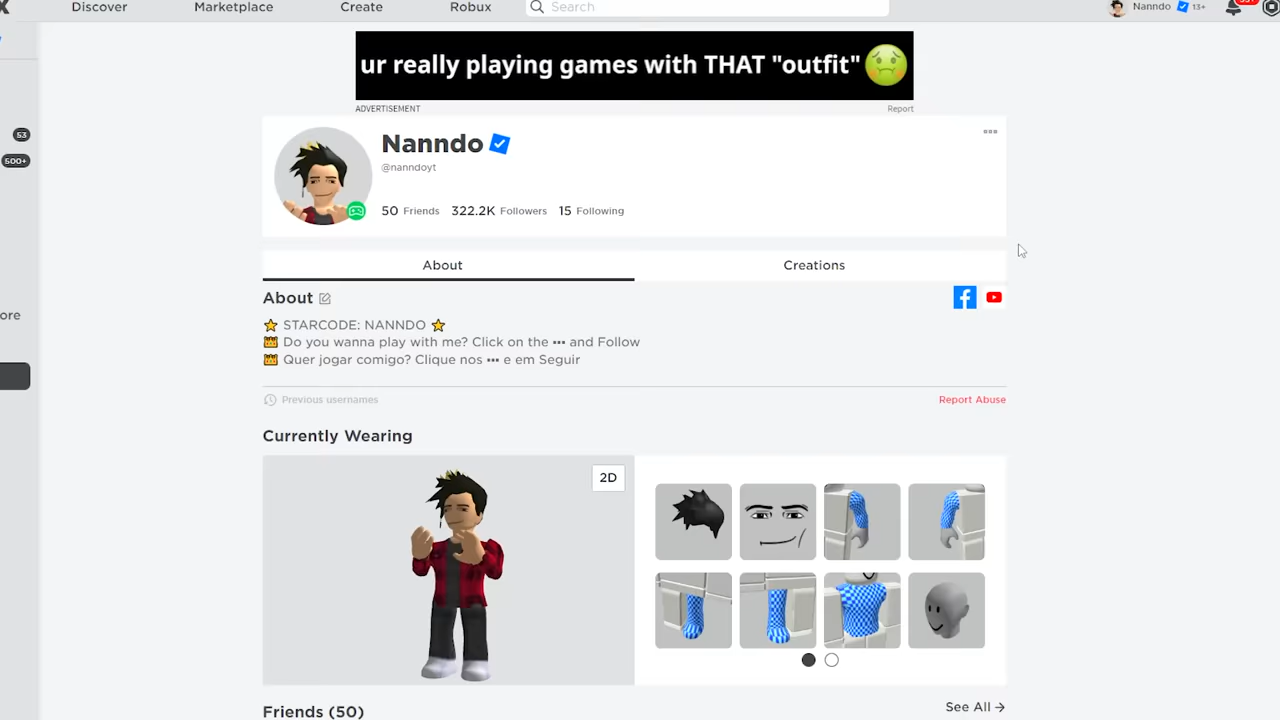 Discover
Marketplace
Create
Robux
Search
Nanndo
13+
ur really playing games with THAT "outfit"
ADVERTISEMENT
Report
53
500+
Nanndo
@nanndoyt
50 Friends
322.2K Followers
15 Following
About
Creations
ore
About
STARCODE: NANNDO
Do you wanna play with me? Click on the ••• and Follow
Quer jogar comigo? Clique nos ••• e em Seguir
Previous usernames
Report Abuse
Currently Wearing
2D
Friends (50)
See All →